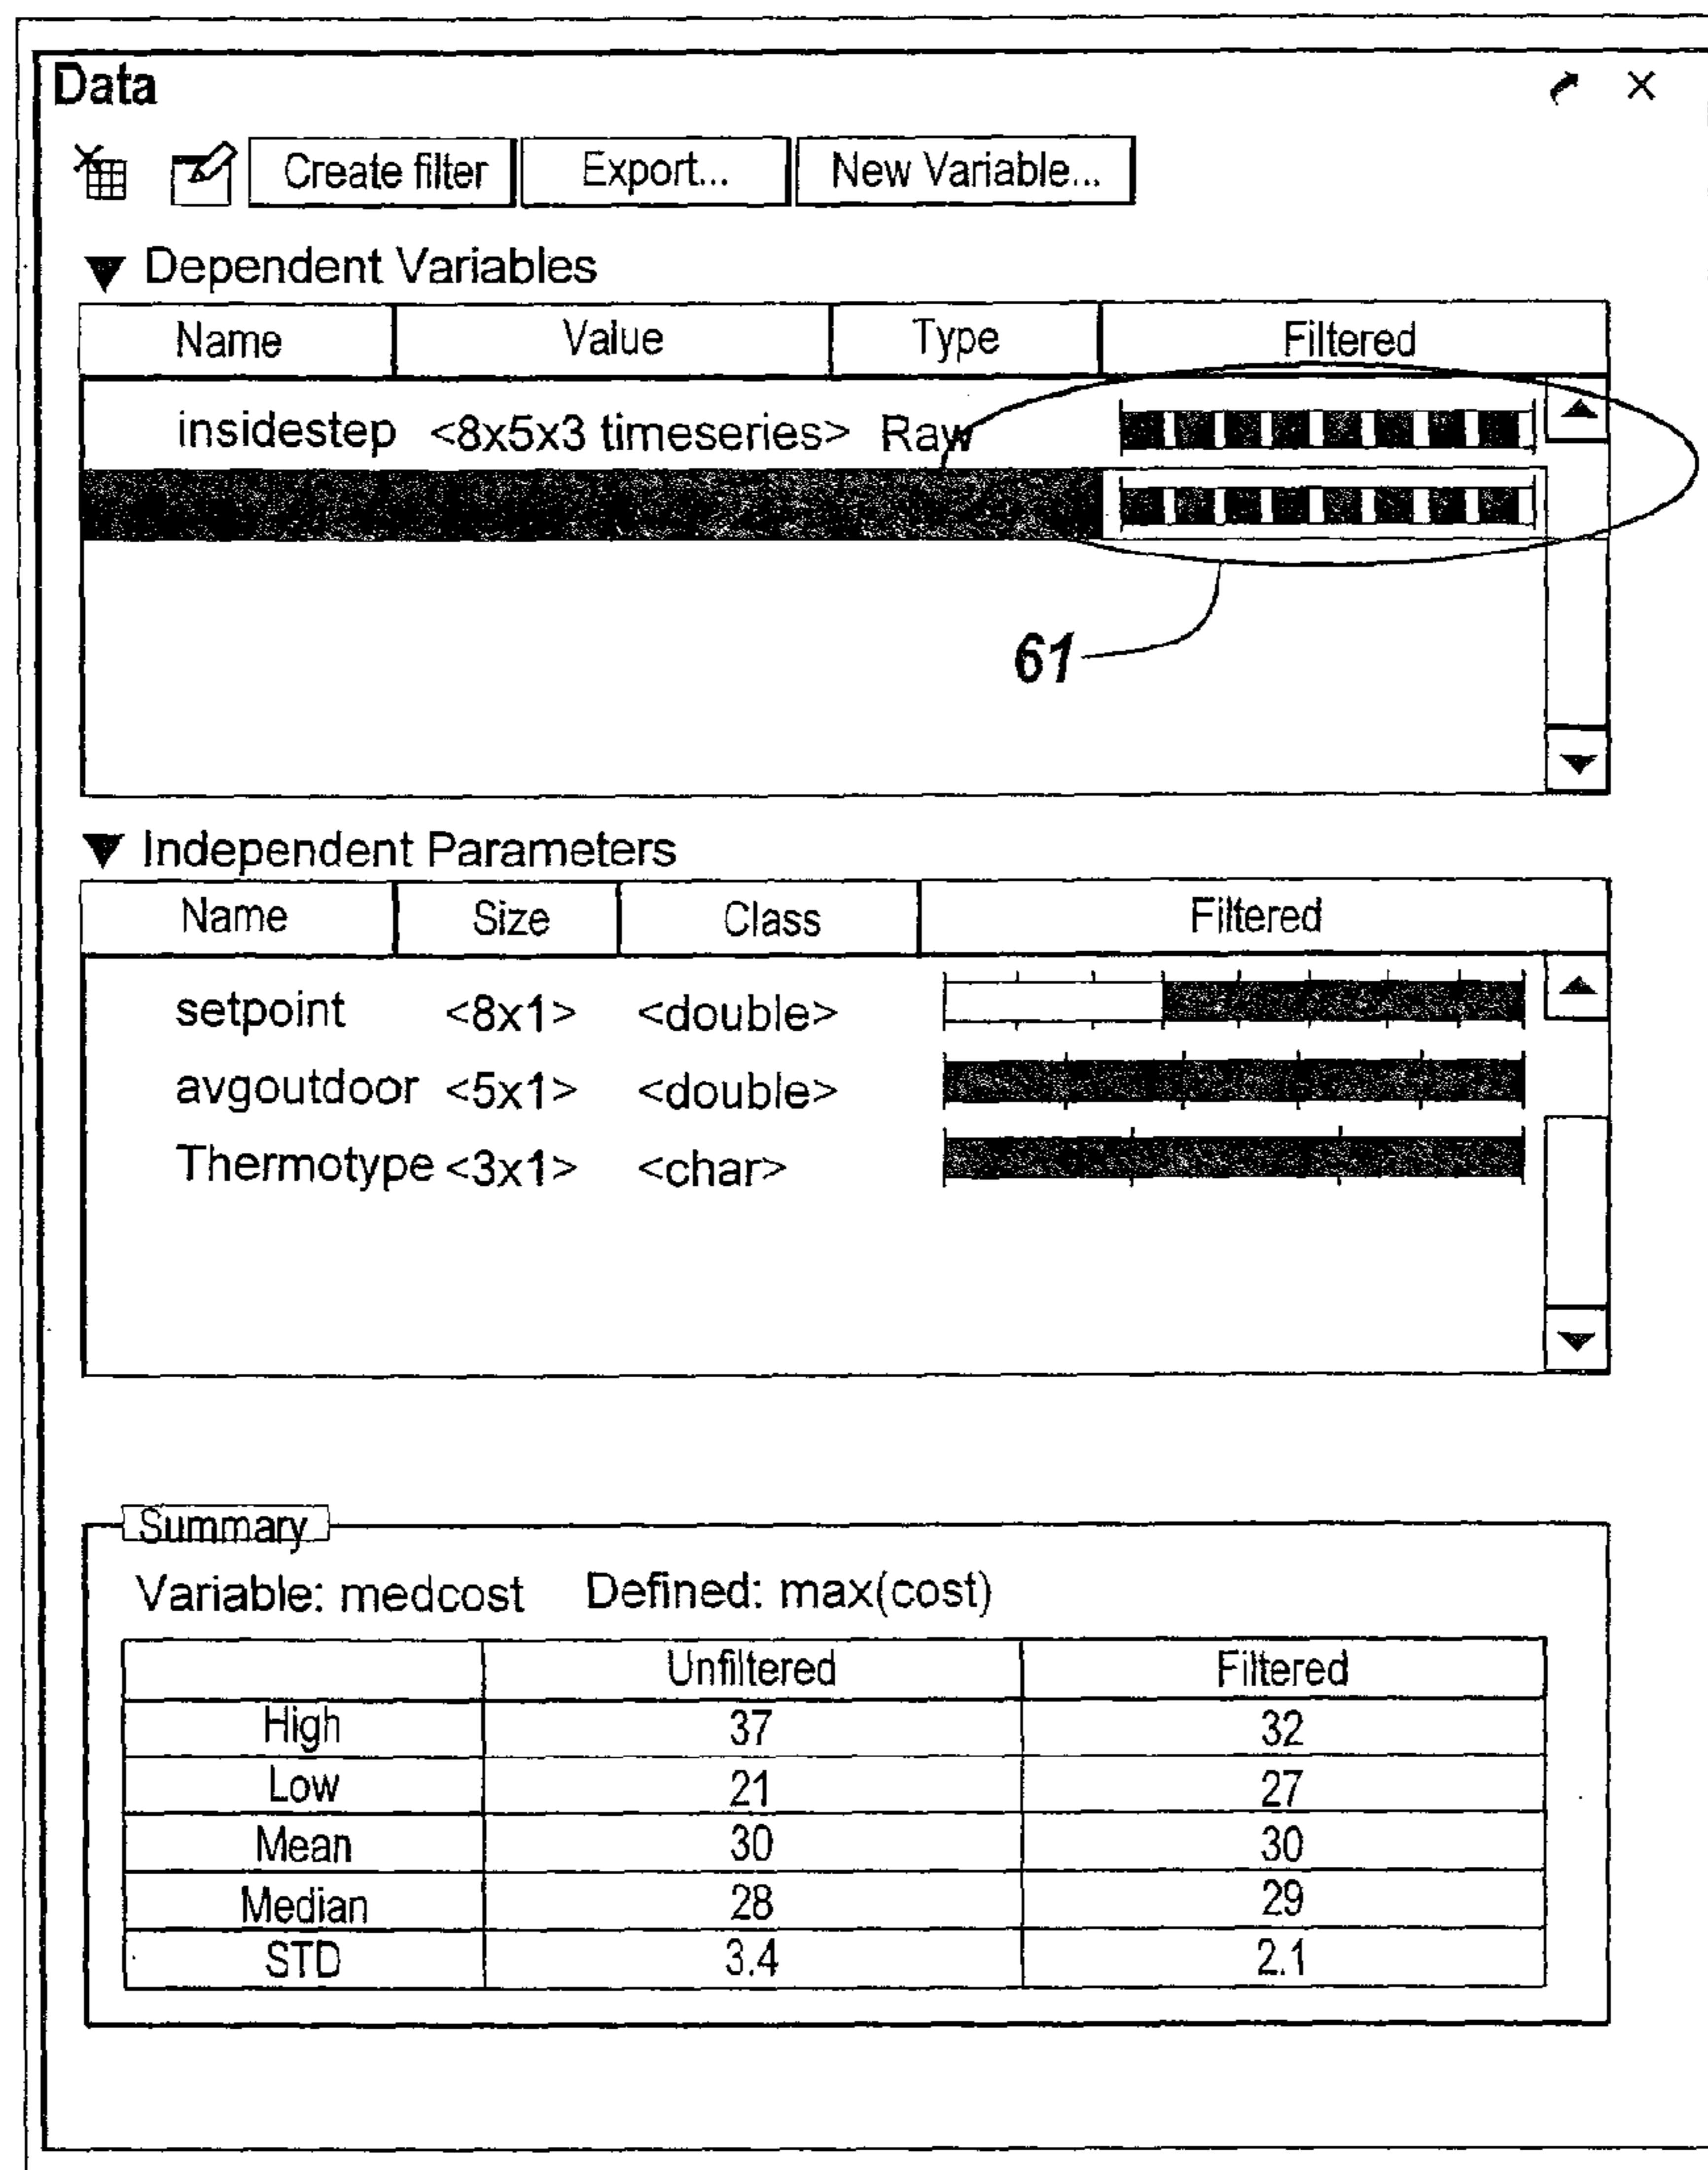 Data
Create filter Export... New Variable...
Dependent Variables
Name Value Type Filtered
insidestep <8x5x3 timeseries> Raw
61
Independent Parameters
Name Size Class Filtered
setpoint <8x1> <double>
avgoutdoor <5x1> <double>
Thermotype <3x1> <char>
Summary
Variable: medcost Defined: max(cost)
Unfiltered Filtered
High 37 32
Low 21 27
Mean 30 30
Median 28 29
STD 3.4 2.1